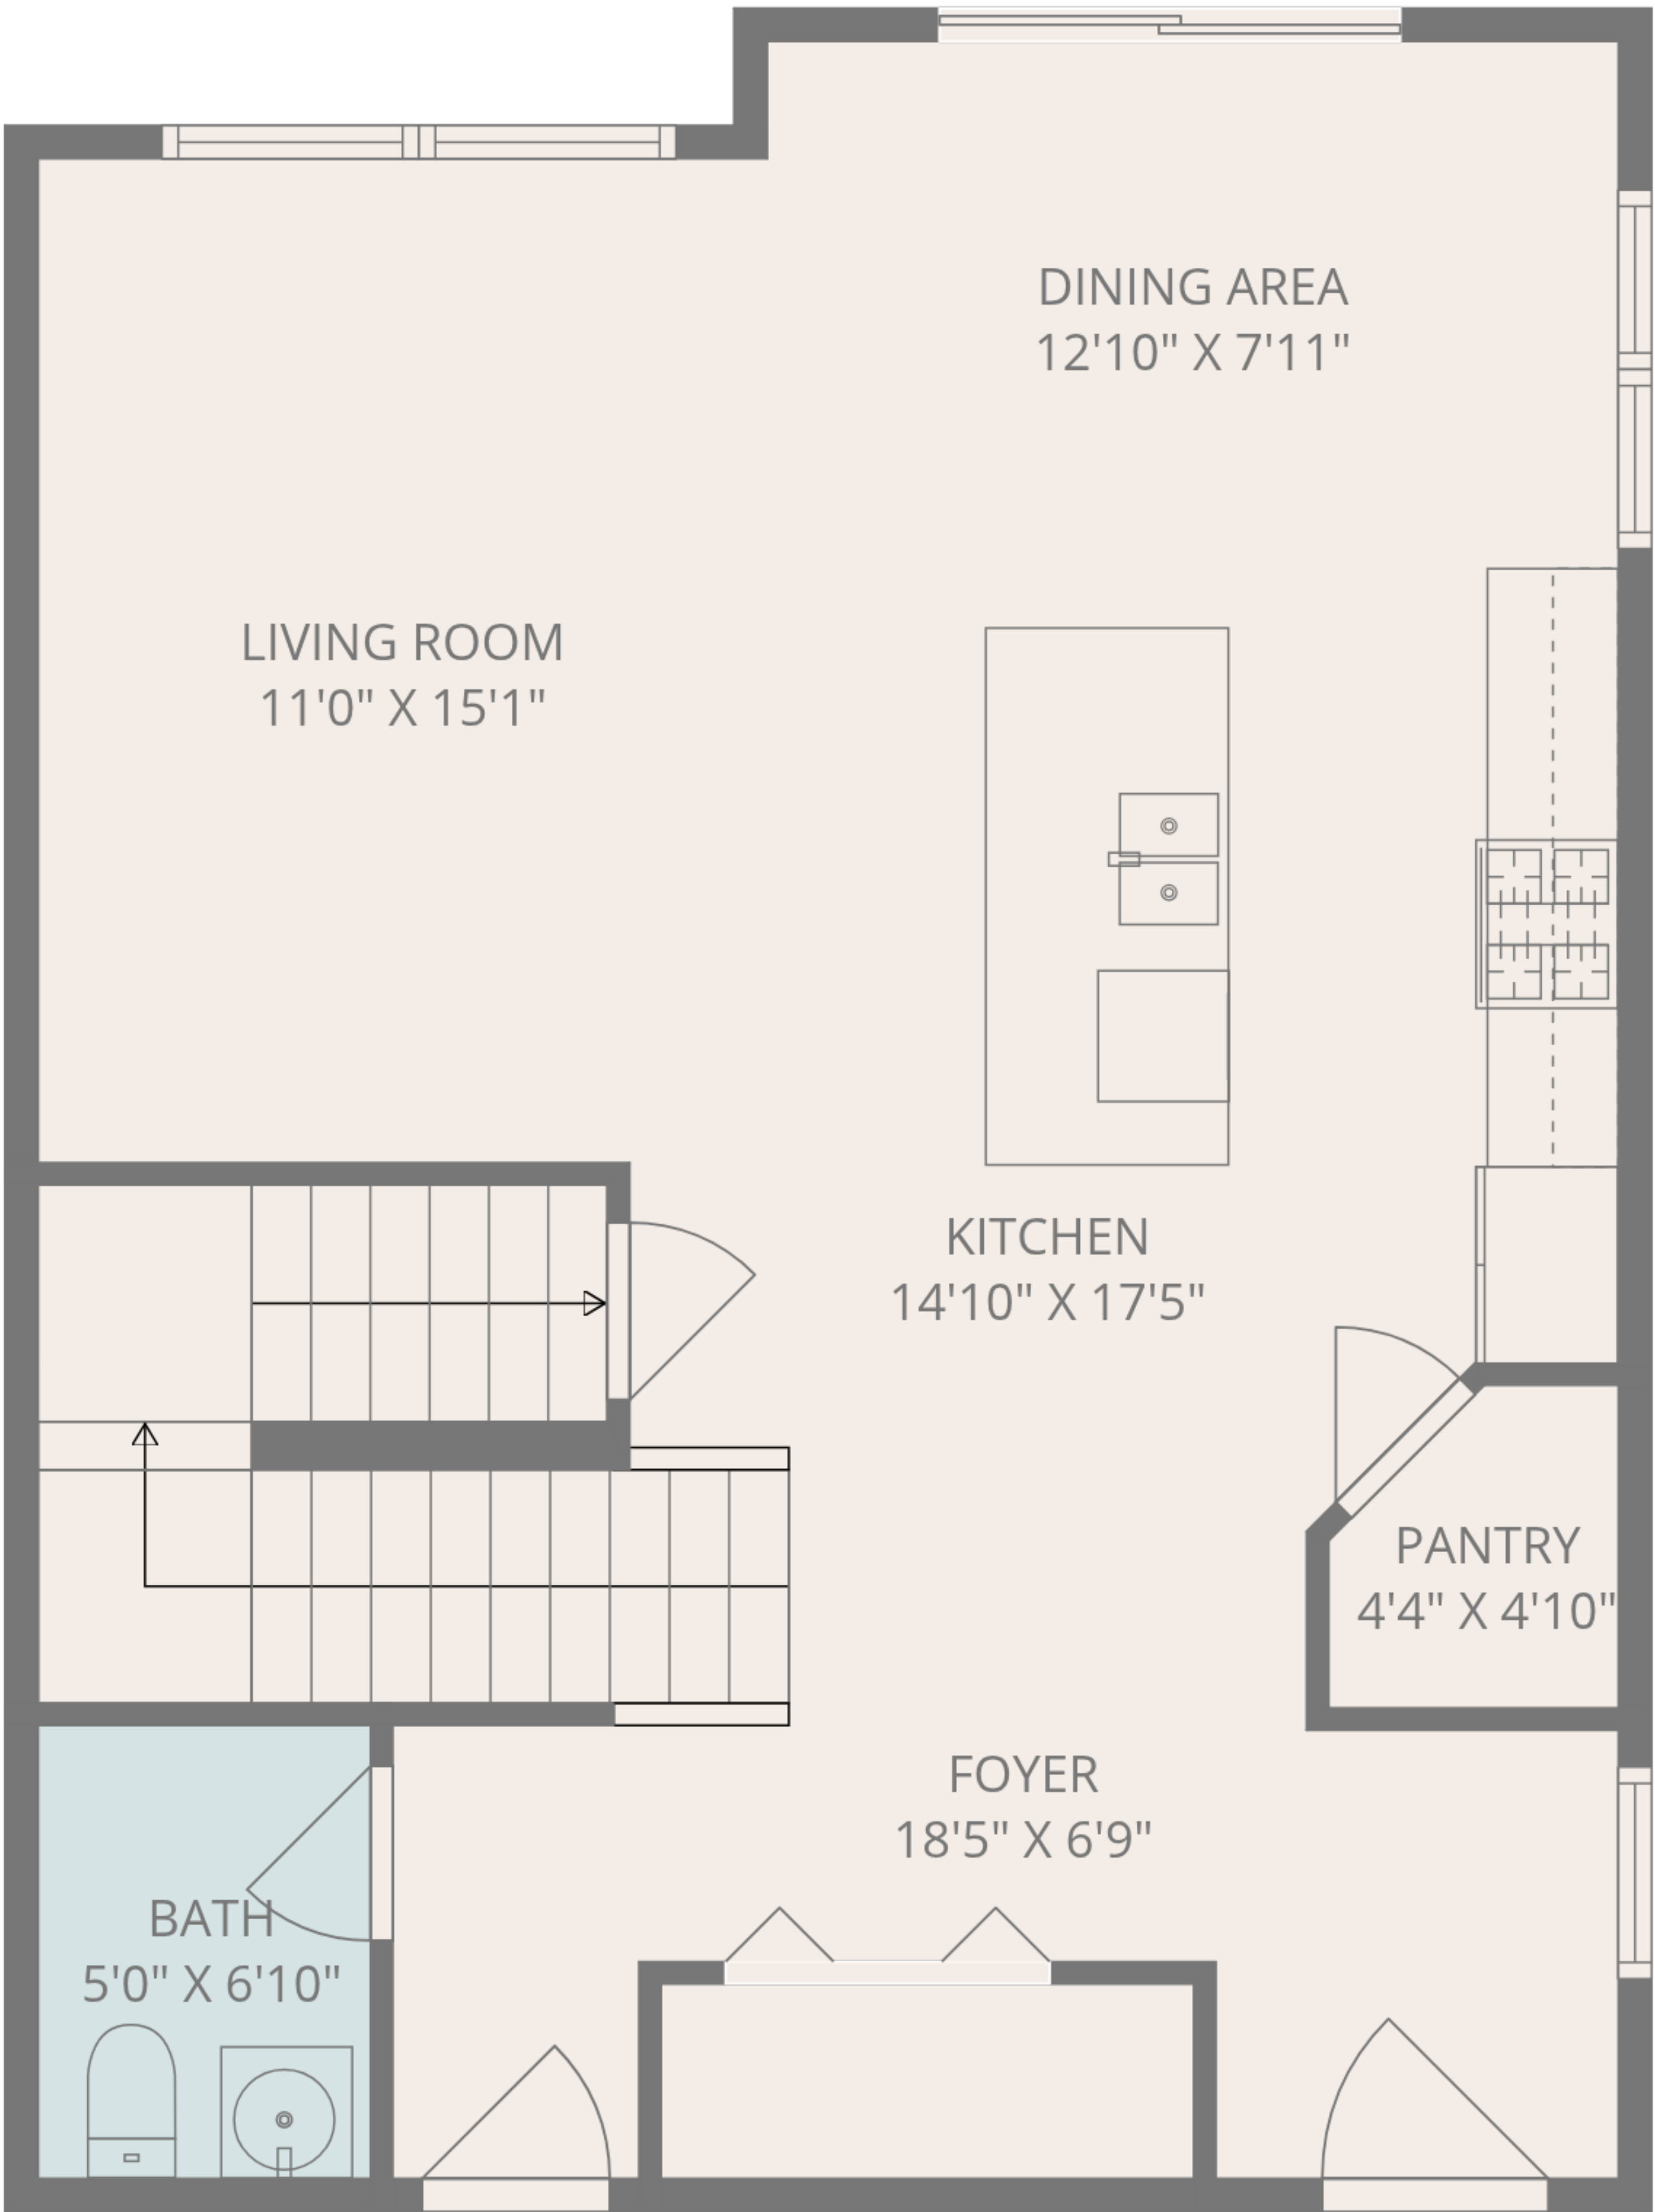 DINING AREA
12'10" X 7'11"
LIVING ROOM
11'0" X 15'1"
KITCHEN
14'10" X 17'5"
PANTRY
4'4" X 4'10"
FOYER
18'5" X 6'9"
BATH
5'0" X 6'10"